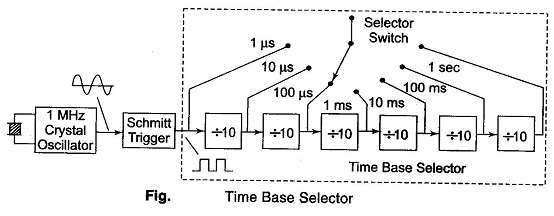 Selector
Switch
1 µs
10 µs
100 µs
1 ms
10 ms
100 ms
1 sec
1 MHz
Crystal
Oscillator
Schmitt
Trigger
÷10
÷10
÷10
÷10
÷10
÷10
Time Base Selector
Fig. Time Base Selector